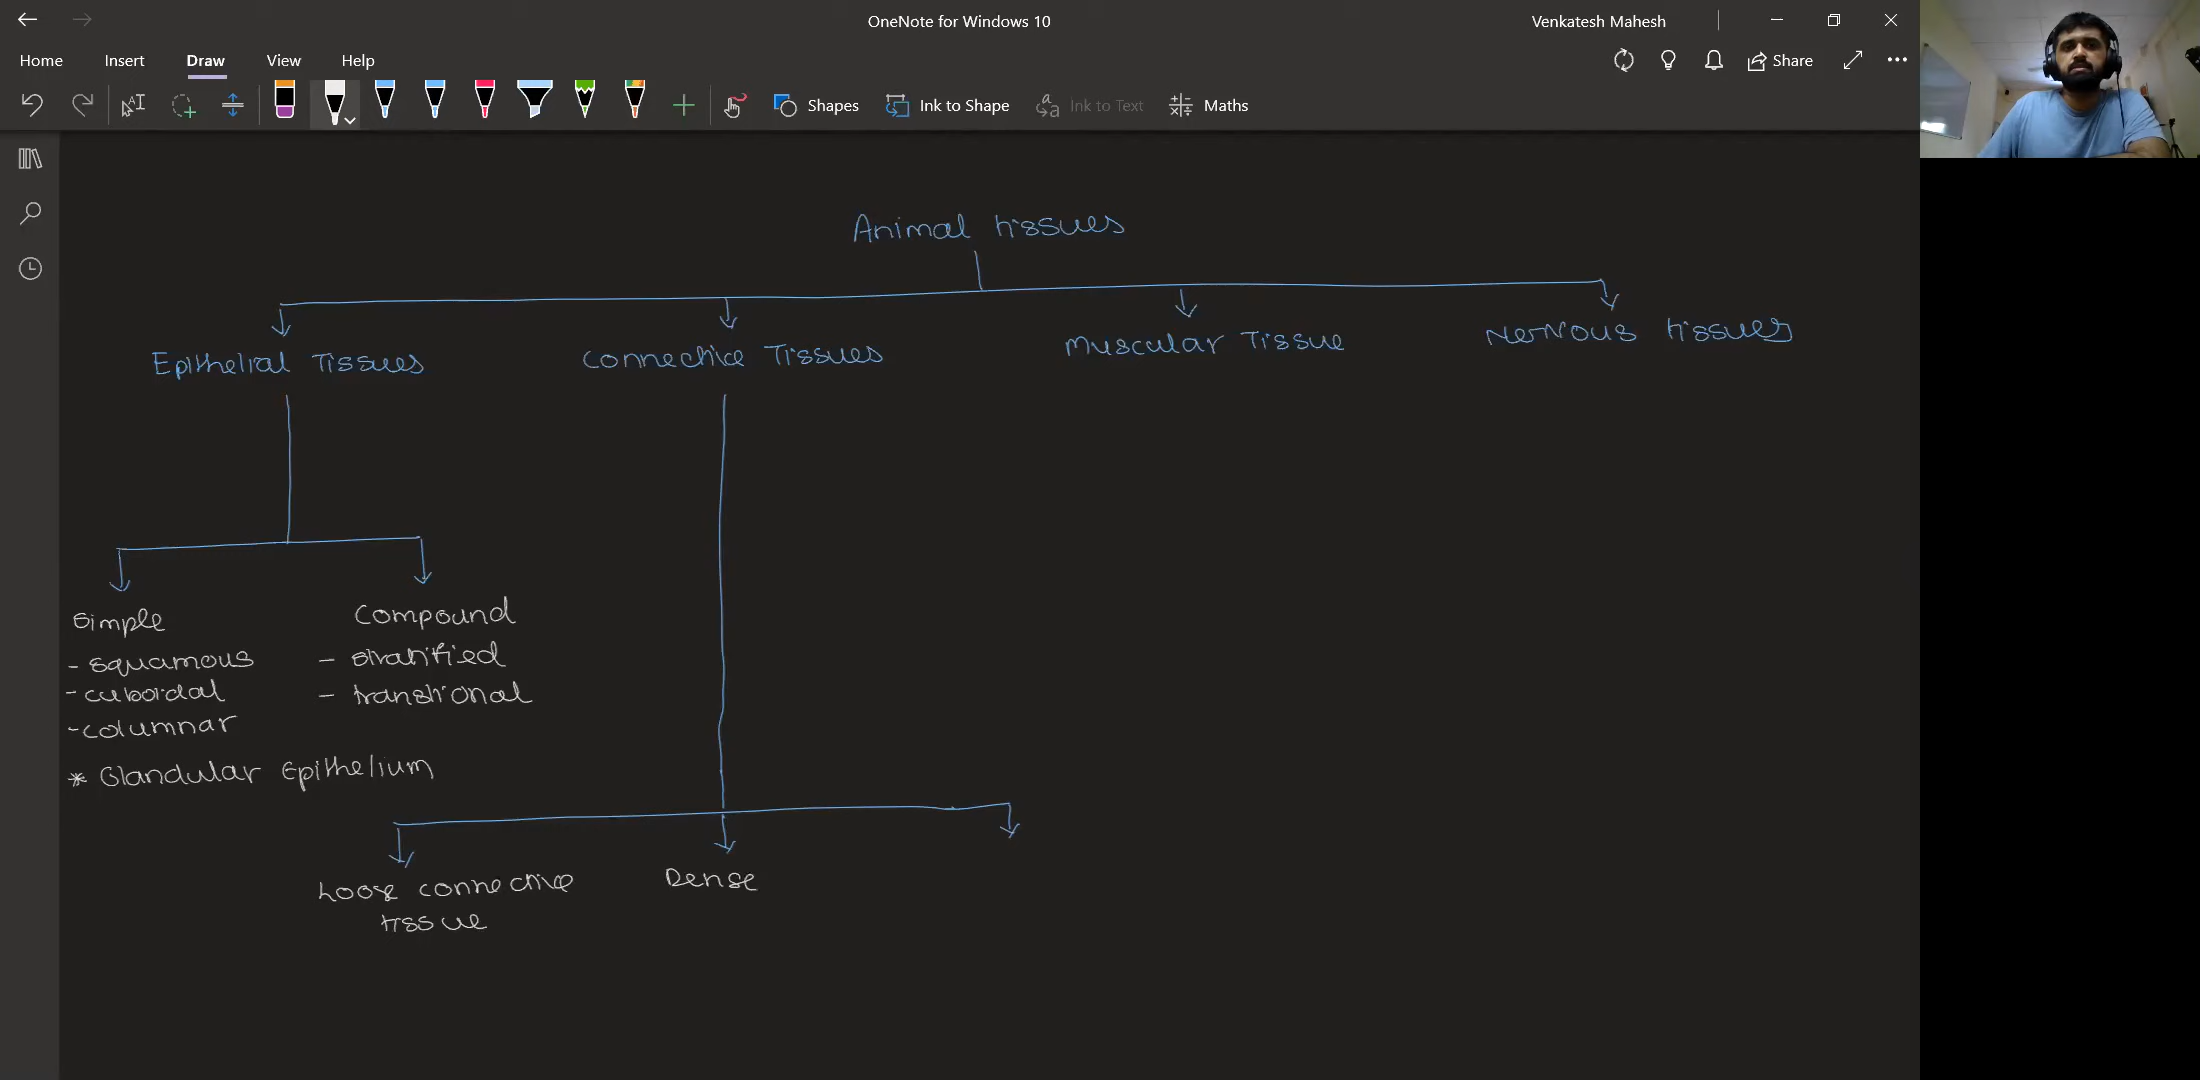 OneNote for Windows 10
Venkatesh Mahesh
Home Insert Draw View Help
Share
Shapes Ink to Shape Ink to Text Maths
Animal tissues
Epithelial Tissues Connective Tissues Muscular Tissue Nervous tissues
Simple Compound
- squamous - stratified
- cuboidal - transtional
- columnar
* Glandular Epithelium
Loose connective Dense
tissue